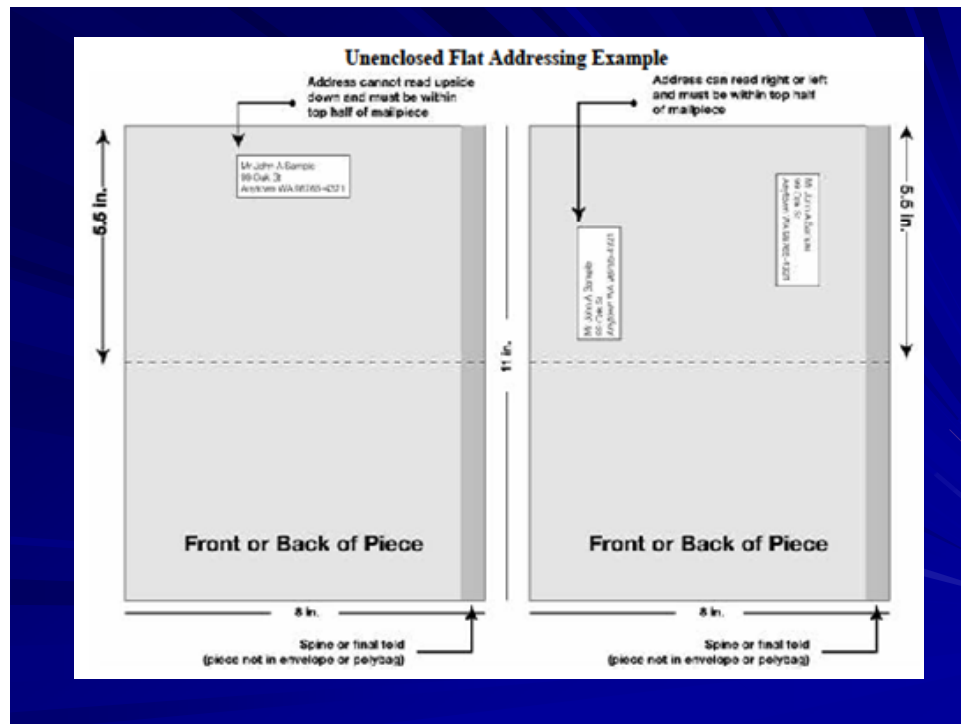 Unenclosed Flat Addressing Example
Address cannot read upside
down and must be within
top half of mailpiece
Address can read right or left
and must be within top half
of mailpiece
5.5 in.
Mr John A Sample
99 Oak St
Anytown WA 98765-4321
Front or Back of Piece
8 in.
Spine or final fold
(piece not in envelope or polybag)
11 in.
Mr John A Sample
99 Oak St
Anytown WA 98765-4321
Mr John A Sample
99 Oak St
Anytown WA 98765-4321
5.5 in.
Front or Back of Piece
8 in.
Spine or final fold
(piece not in envelope or polybag)